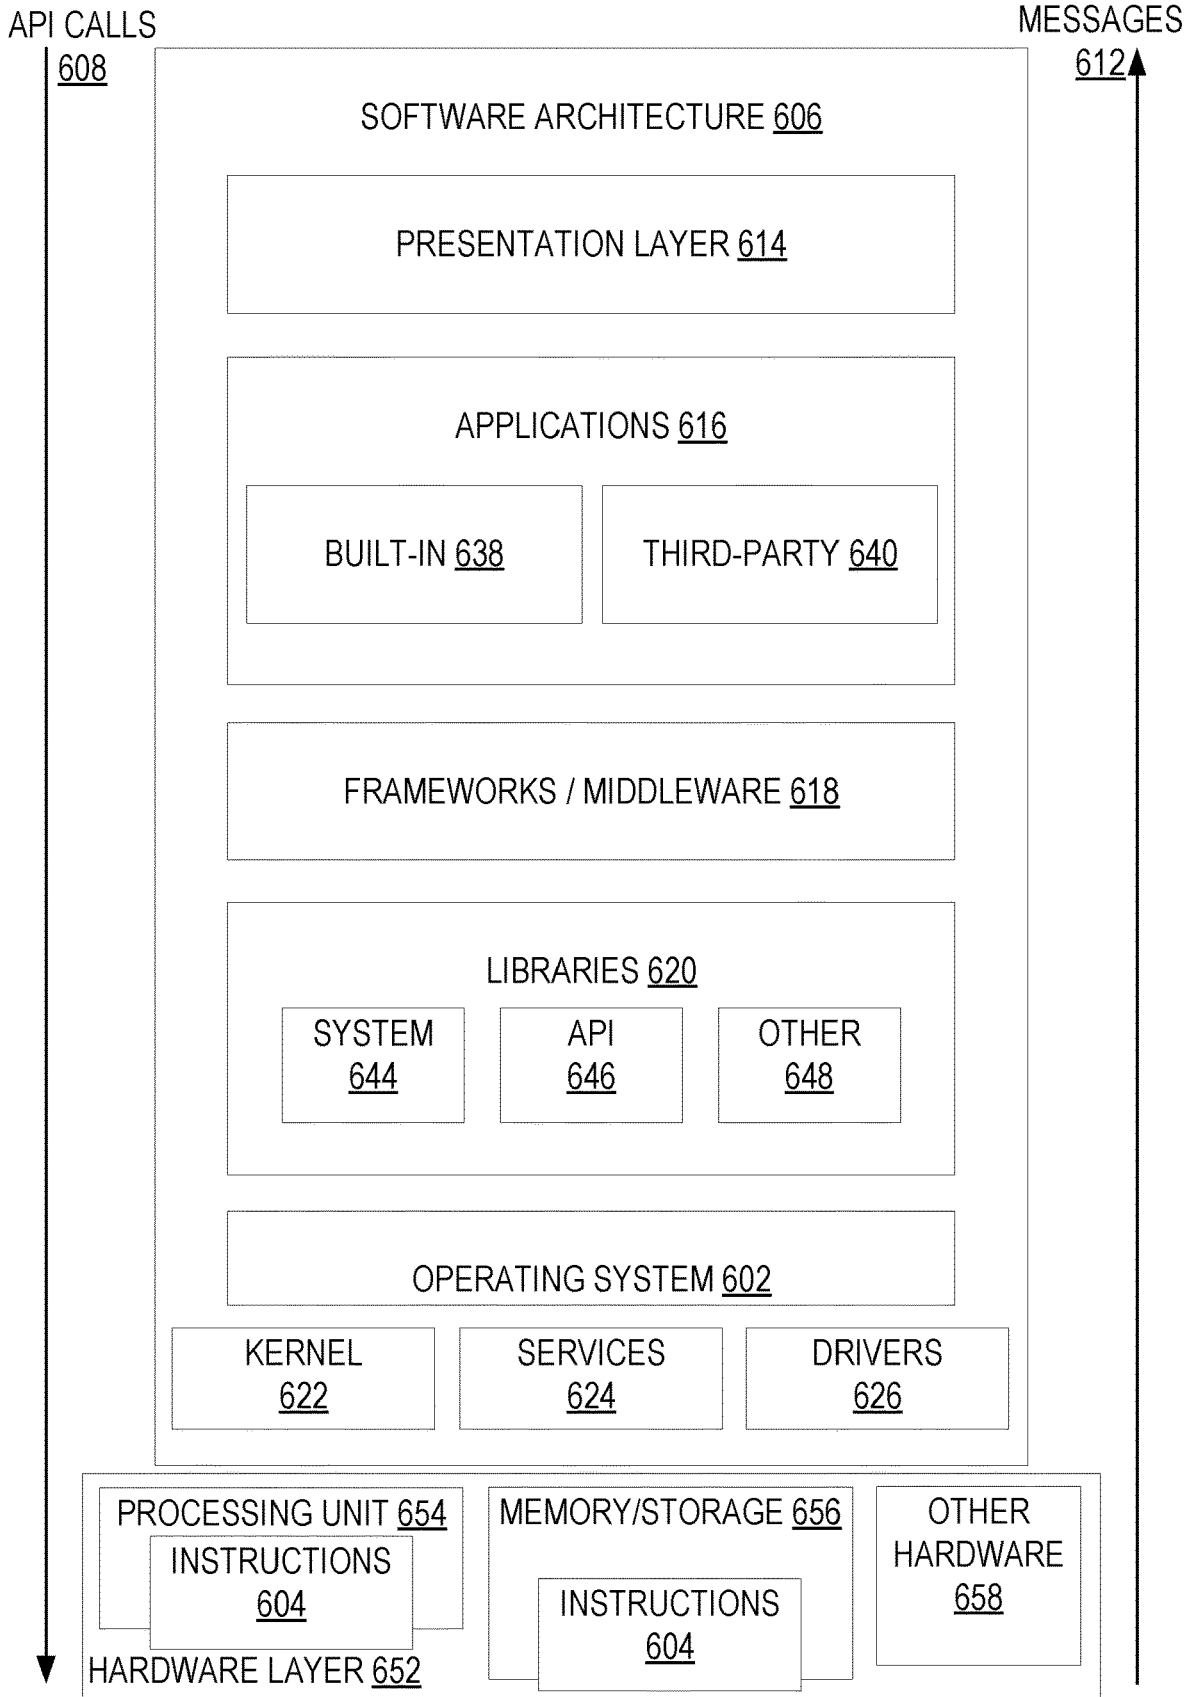 API CALLS
608
MESSAGES
612
SOFTWARE ARCHITECTURE 606
PRESENTATION LAYER 614
APPLICATIONS 616
BUILT-IN 638
THIRD-PARTY 640
FRAMEWORKS / MIDDLEWARE 618
LIBRARIES 620
SYSTEM
644
API
646
OTHER
648
OPERATING SYSTEM 602
KERNEL
622
SERVICES
624
DRIVERS
626
PROCESSING UNIT 654
INSTRUCTIONS
604
MEMORY/STORAGE 656
INSTRUCTIONS
604
OTHER
HARDWARE
658
HARDWARE LAYER 652